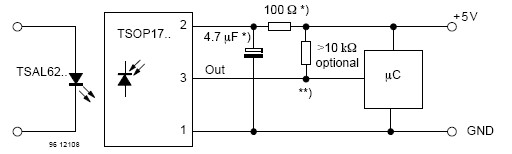 100 Ω *)
2
+5V
TSOP17..
4.7 µF *)
>10 kΩ
optional
TSAL62..
µC
Out
3
**)
1
GND
96 12108